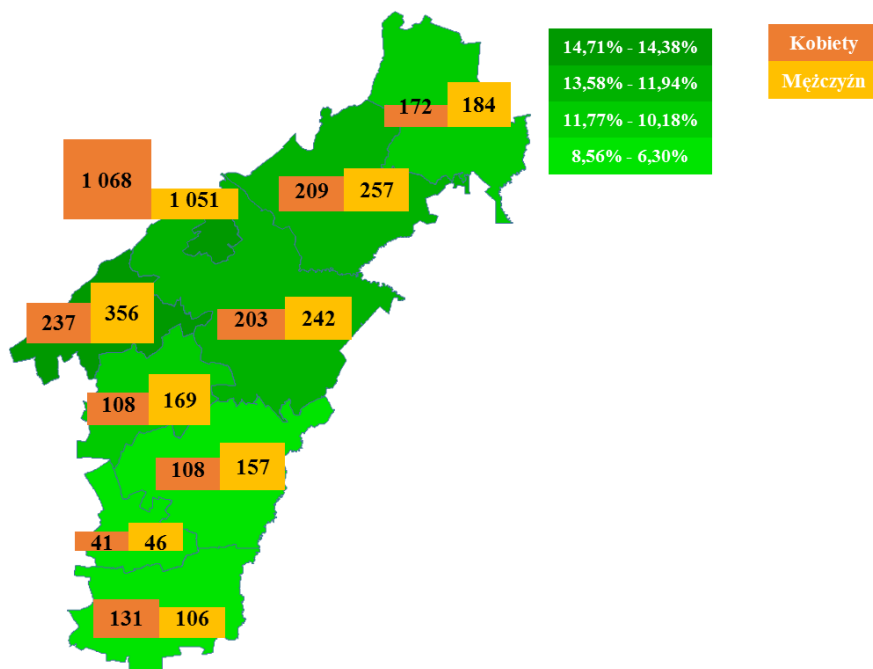 14,71% - 14,38%
13,58% - 11,94%
11,77% - 10,18%
8,56% - 6,30%
Kobiety
Mężczyźn
172 184
1 068 1 051
209 257
237 356
203 242
108 169
108 157
41 46
131 106